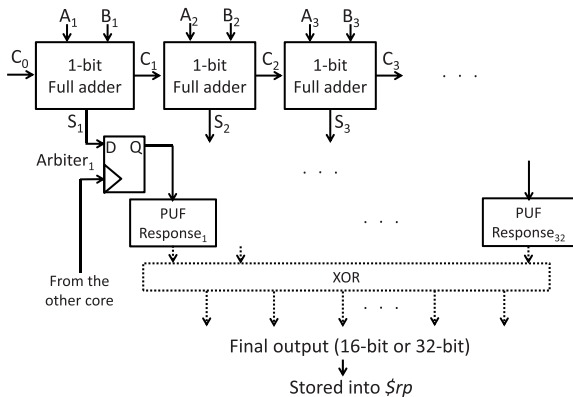 A1 B1 A2 B2 A3 B3
C0 1-bit Full adder C1 1-bit Full adder C2 1-bit Full adder C3 . . .
S1 S2 S3
D Q
Arbiter1
. . .
PUF Response1 . . . PUF Response32
From the other core
XOR
. . .
Final output (16-bit or 32-bit)
Stored into $rp